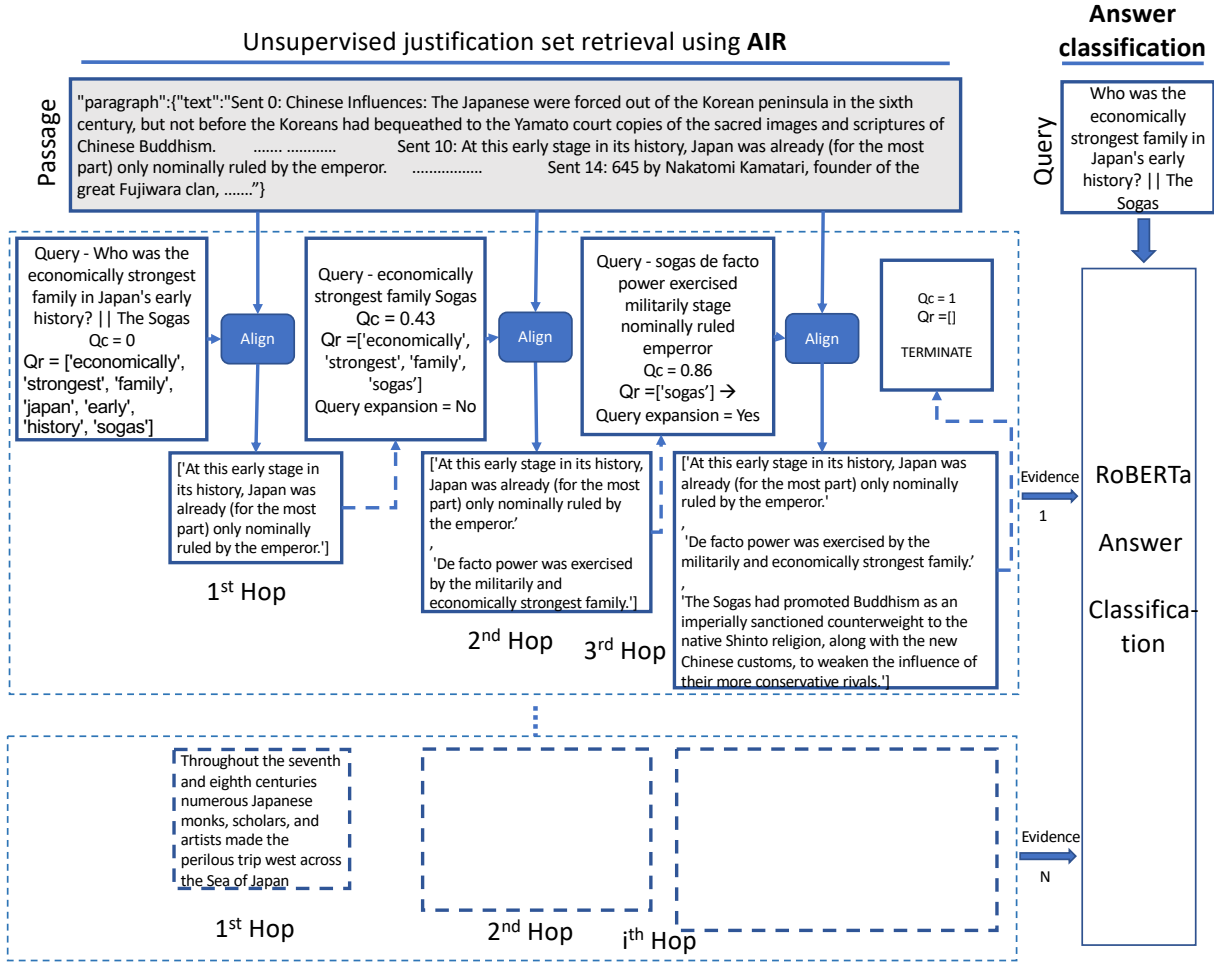 Unsupervised justification set retrieval using AIR
Answer
classification
Passage
"paragraph":{"text":"Sent 0: Chinese Influences: The Japanese were forced out of the Korean peninsula in the sixth
century, but not before the Koreans had bequeathed to the Yamato court copies of the sacred images and scriptures of
Chinese Buddhism. ....... ............ Sent 10: At this early stage in its history, Japan was already (for the most
part) only nominally ruled by the emperor. ................. Sent 14: 645 by Nakatomi Kamatari, founder of the
great Fujiwara clan, .......”}
Query
Who was the
economically
strongest family in
Japan's early
history? || The
Sogas
Query - Who was the
economically strongest
family in Japan's early
history? || The Sogas
Qc = 0
Qr = ['economically',
'strongest', 'family',
'japan', 'early',
'history', 'sogas']
Align
Query - economically
strongest family Sogas
Qc = 0.43
Qr =['economically',
'strongest', 'family',
'sogas’]
Query expansion = No
Align
Query - sogas de facto
power exercised
militarily stage
nominally ruled
emperror
Qc = 0.86
Qr =['sogas'] →
Query expansion = Yes
Align
Qc = 1
Qr =[]
TERMINATE
['At this early stage in
its history, Japan was
already (for the most
part) only nominally
ruled by the emperor.']
1st Hop
['At this early stage in its history,
Japan was already (for the most
part) only nominally ruled by
the emperor.’
,
'De facto power was exercised
by the militarily and
economically strongest family.']
2nd Hop
3rd Hop
['At this early stage in its history, Japan was
already (for the most part) only nominally
ruled by the emperor.'
,
'De facto power was exercised by the
militarily and economically strongest family.’
,
'The Sogas had promoted Buddhism as an
imperially sanctioned counterweight to the
native Shinto religion, along with the new
Chinese customs, to weaken the influence of
their more conservative rivals.']
Evidence
1
RoBERTa
Answer
Classifica-
tion
Throughout the seventh
and eighth centuries
numerous Japanese
monks, scholars, and
artists made the
perilous trip west across
the Sea of Japan
1st Hop
2nd Hop
ith Hop
Evidence
N